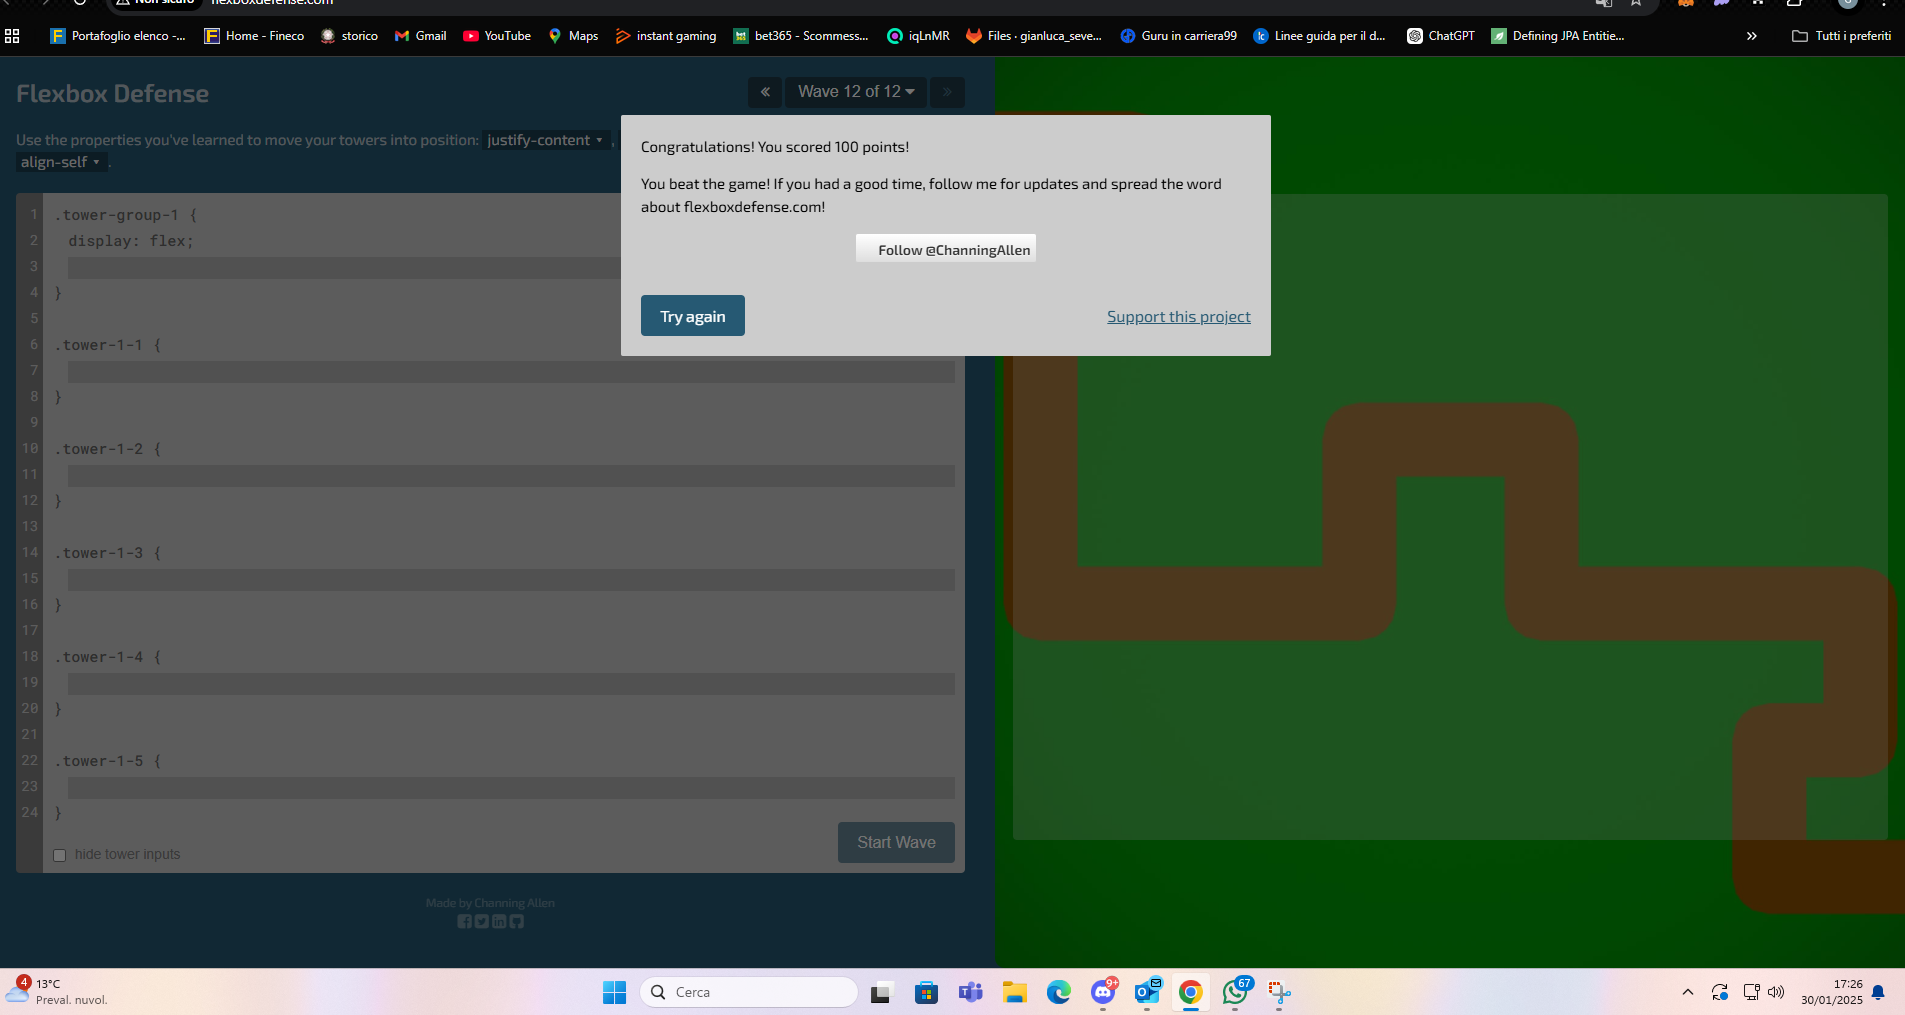 Non sicuro flexboxdefense.com
Portafoglio elenco -... Home - Fineco storico Gmail YouTube Maps instant gaming bet365 - Scommess... iqLnMR Files · gianluca_seve... Guru in carriera99 Linee guida per il d... ChatGPT Defining JPA Entitie... » Tutti i preferiti
Flexbox Defense
« Wave 12 of 12 »
Use the properties you've learned to move your towers into position: justify-content ,
align-self .
Congratulations! You scored 100 points!
You beat the game! If you had a good time, follow me for updates and spread the word
about flexboxdefense.com!
Follow @ChanningAllen
Try again
Support this project
1 .tower-group-1 {
2 display: flex;
3
4 }
5
6 .tower-1-1 {
7
8 }
9
10 .tower-1-2 {
11
12 }
13
14 .tower-1-3 {
15
16 }
17
18 .tower-1-4 {
19
20 }
21
22 .tower-1-5 {
23
24 }
hide tower inputs
Start Wave
Made by Channing Allen
4
13°C
Preval. nuvol.
Cerca
9+
67
17:26
30/01/2025